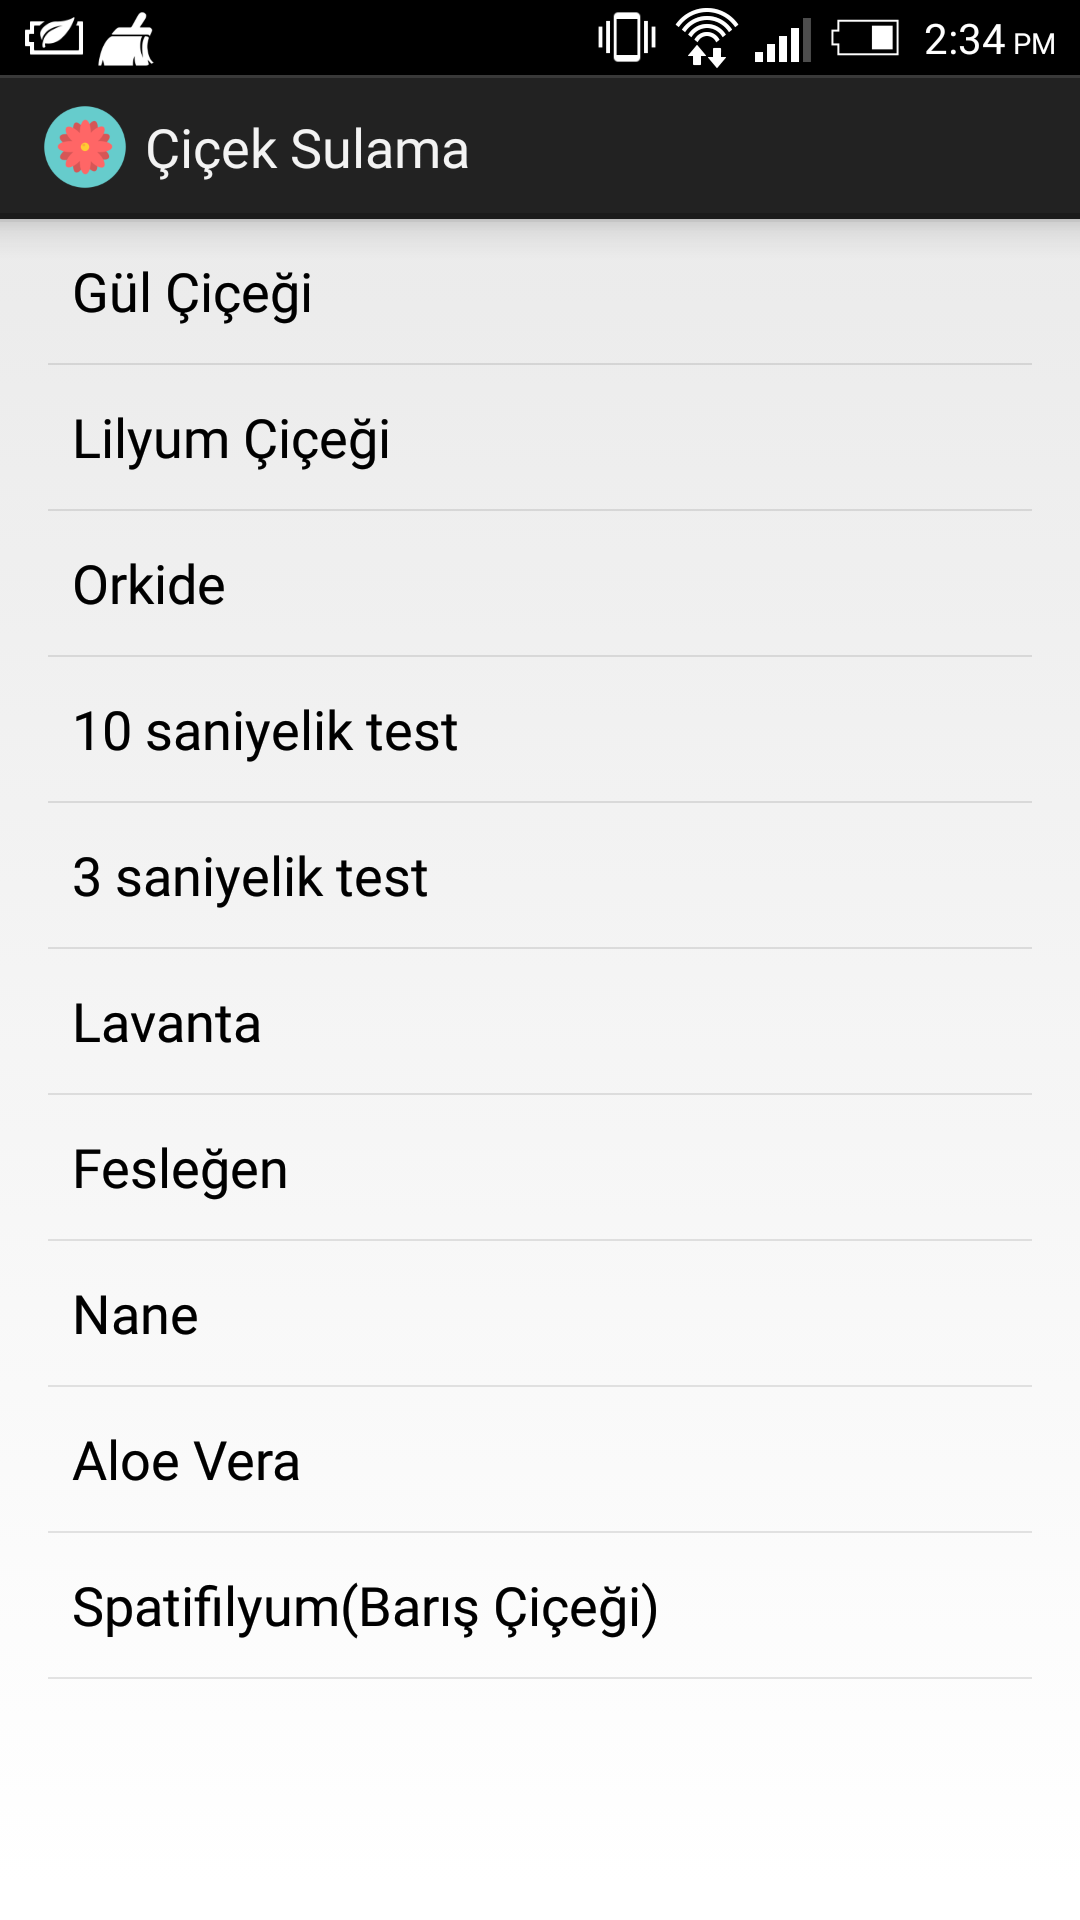 2:34 PM
Çiçek Sulama
Gül Çiçeği
Lilyum Çiçeği
Orkide
10 saniyelik test
3 saniyelik test
Lavanta
Fesleğen
Nane
Aloe Vera
Spatifilyum(Barış Çiçeği)